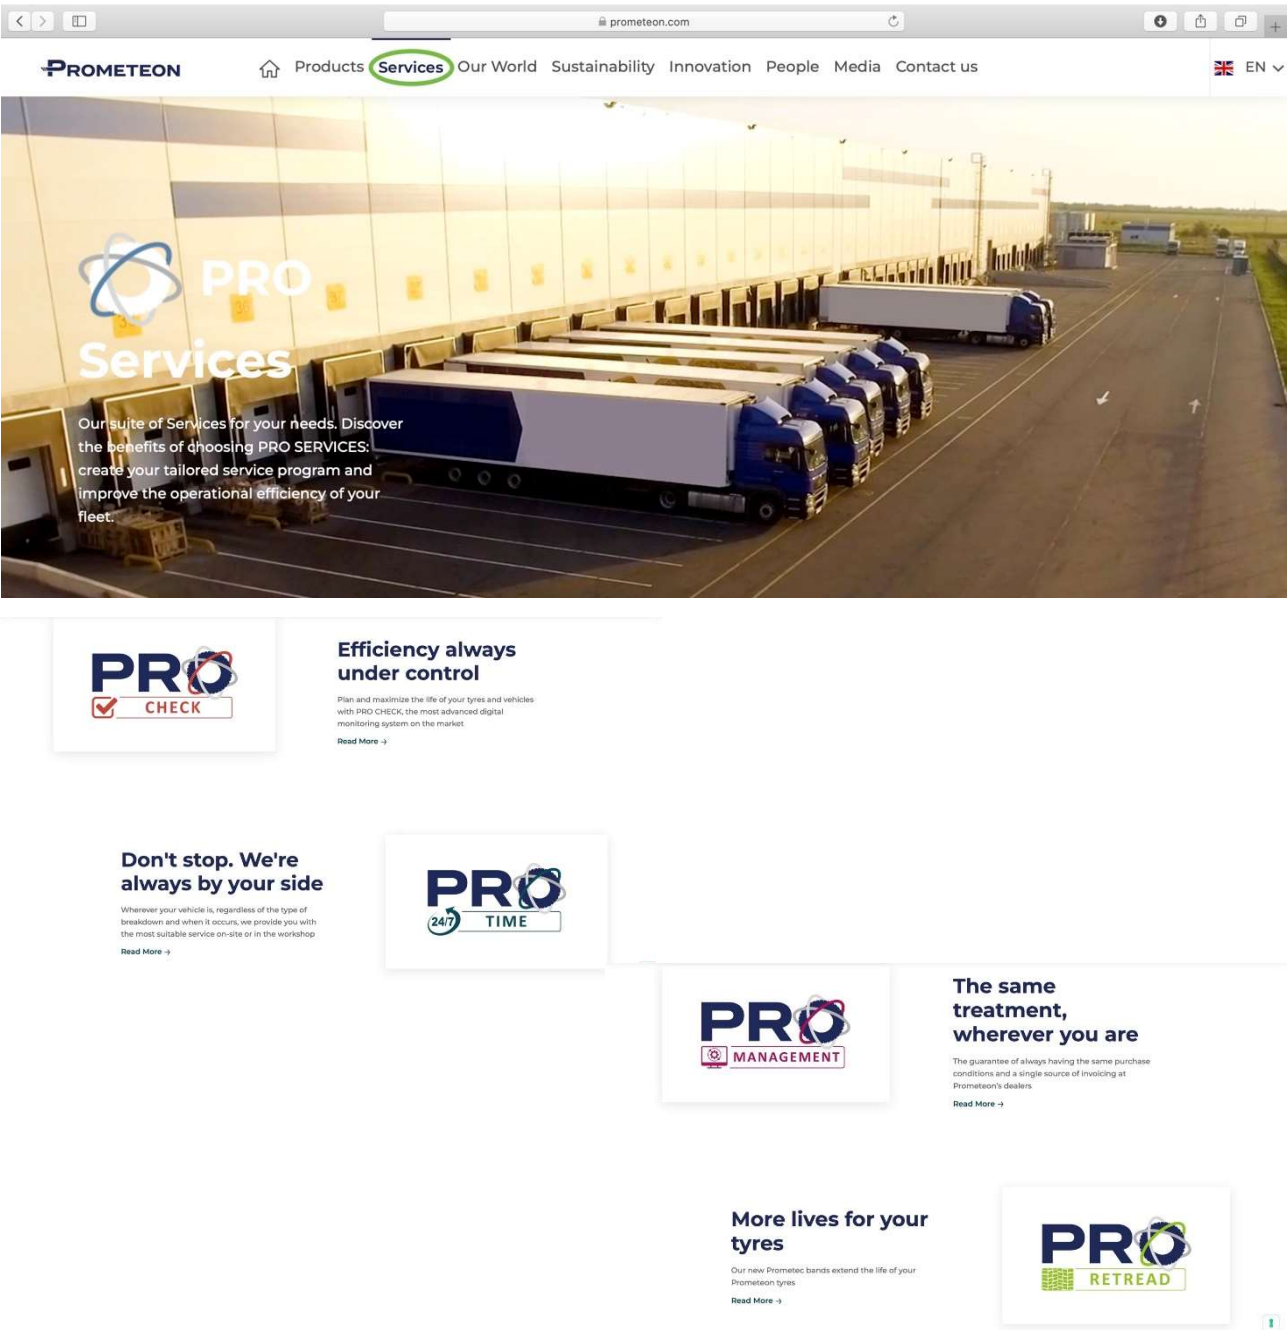 prometeon.com
PROMETEON
Products Services Our World Sustainability Innovation People Media Contact us
EN
PRO
Services
Our suite of Services for your needs. Discover
the benefits of choosing PRO SERVICES:
create your tailored service program and
improve the operational efficiency of your
fleet.
PRO
CHECK
Efficiency always
under control
Plan and maximize the life of your tyres and vehicles
with PRO CHECK, the most advanced digital
monitoring system on the market
Read More →
Don't stop. We're
always by your side
Wherever your vehicle is, regardless of the type of
breakdown and when it occurs, we provide you with
the most suitable service on-site or in the workshop
Read More →
PRO
24/7 TIME
PRO
MANAGEMENT
The same
treatment,
wherever you are
The guarantee of always having the same purchase
conditions and a single source of invoicing at
Prometeon's dealers
Read More →
More lives for your
tyres
Our new Prometec bands extend the life of your
Prometeon tyres
Read More →
PRO
RETREAD